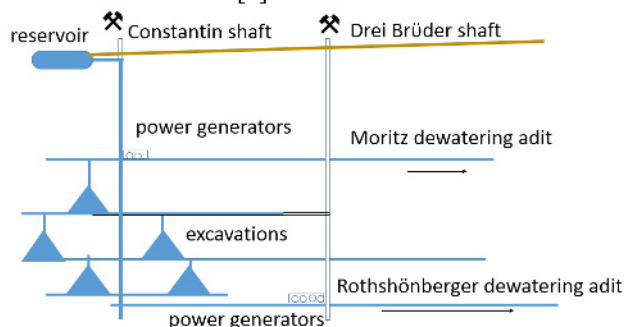 reservoir
Constantin shaft
Drei Brüder shaft
power generators
Moritz dewatering adit
excavations
Rothshönberger dewatering adit
power generators